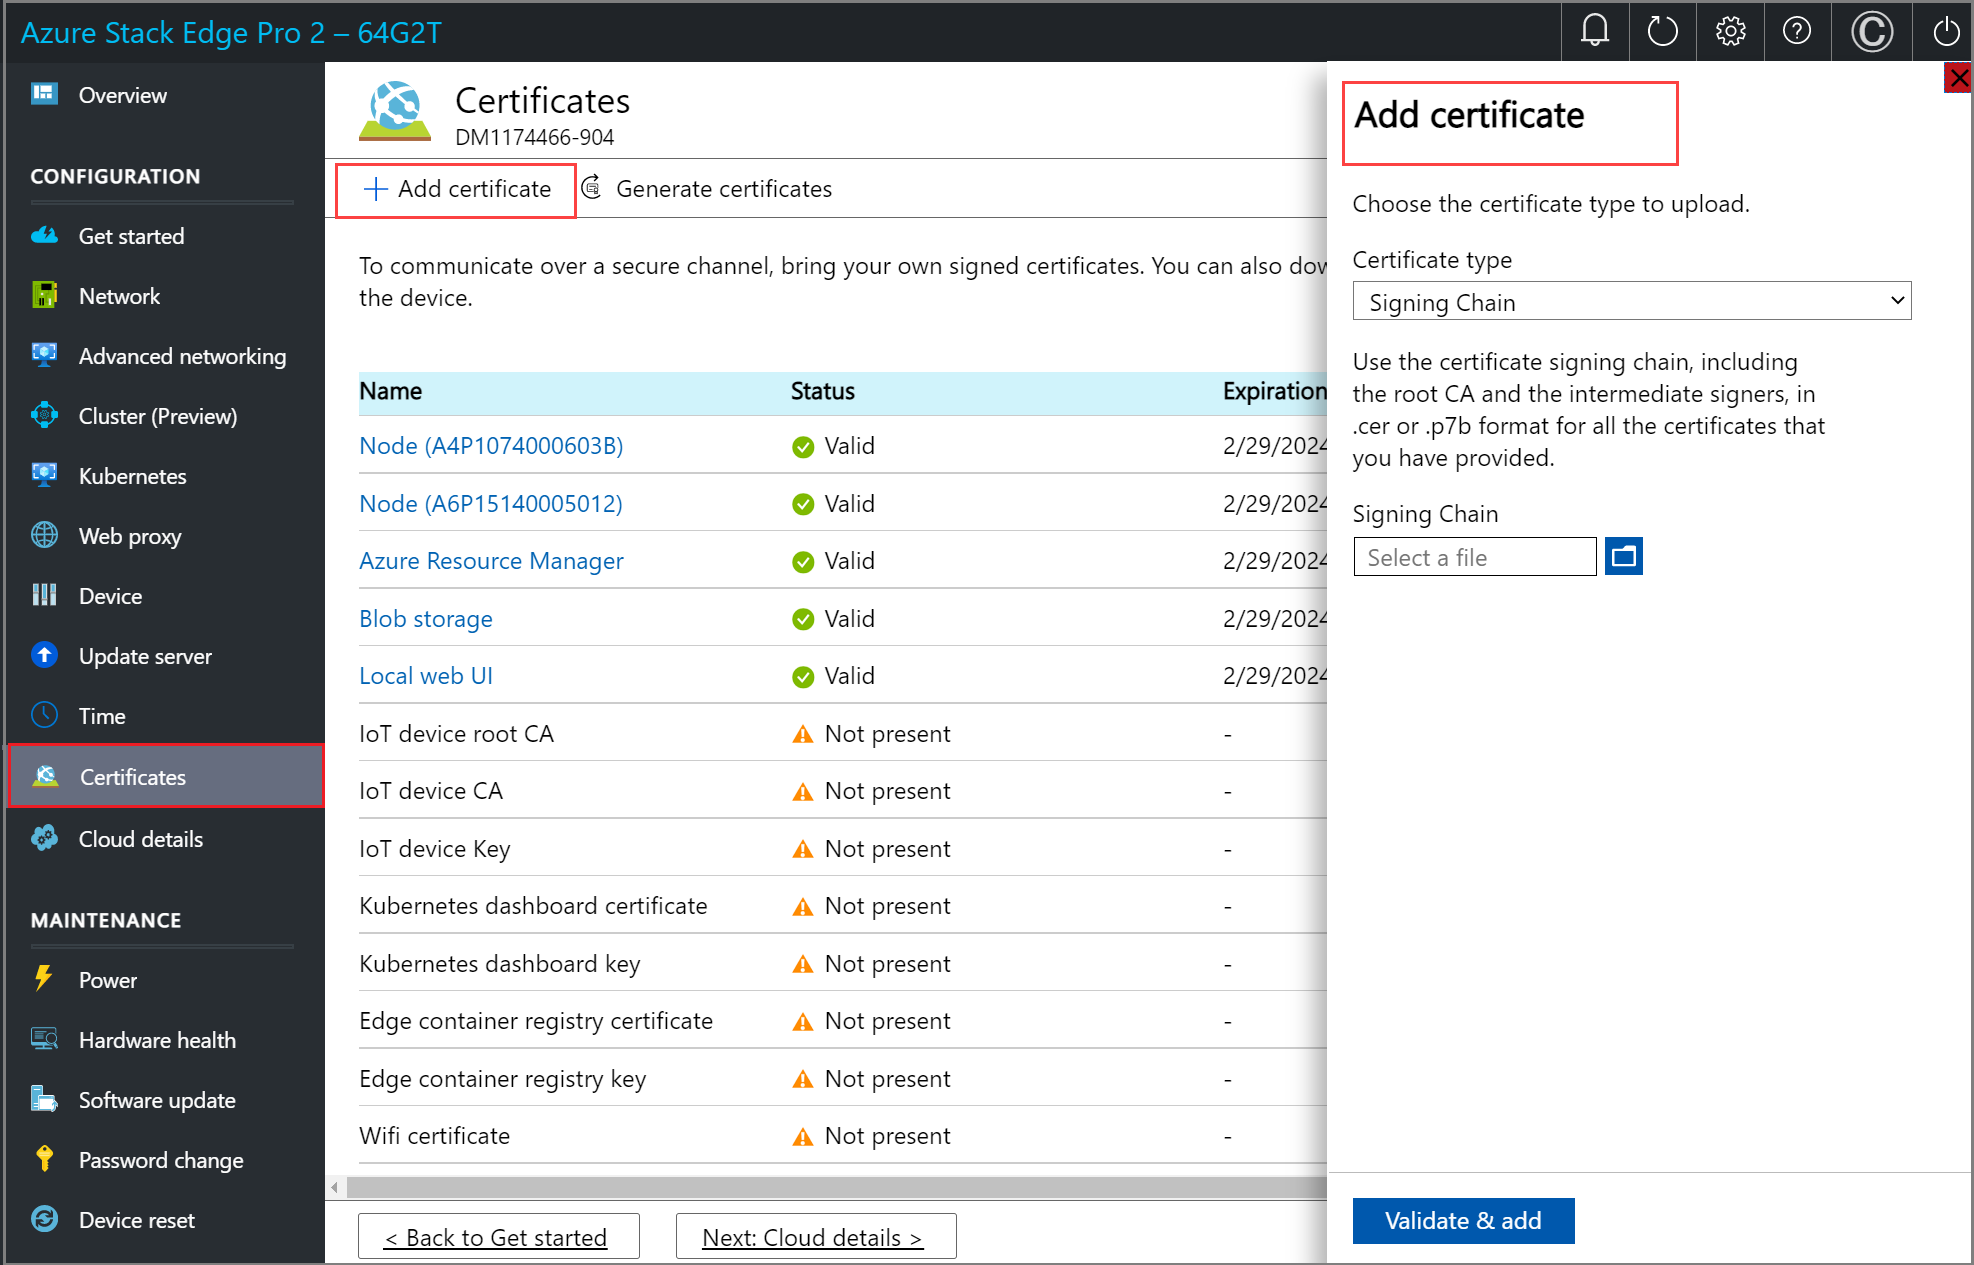 Azure Stack Edge Pro 2 – 64G2T
Overview
CONFIGURATION
Get started
Network
Advanced networking
Cluster (Preview)
Kubernetes
Web proxy
Device
Update server
Time
Certificates
Cloud details
MAINTENANCE
Power
Hardware health
Software update
Password change
Device reset
Certificates
DM1174466-904
+ Add certificate
Generate certificates
To communicate over a secure channel, bring your own signed certificates. You can also dow
the device.
Name Status Expiration
Node (A4P1074000603B) Valid 2/29/2024
Node (A6P15140005012) Valid 2/29/2024
Azure Resource Manager Valid 2/29/2024
Blob storage Valid 2/29/2024
Local web UI Valid 2/29/2024
IoT device root CA Not present -
IoT device CA Not present -
IoT device Key Not present -
Kubernetes dashboard certificate Not present -
Kubernetes dashboard key Not present -
Edge container registry certificate Not present -
Edge container registry key Not present -
Wifi certificate Not present -
< Back to Get started
Next: Cloud details >
Add certificate
Choose the certificate type to upload.
Certificate type
Signing Chain
Use the certificate signing chain, including
the root CA and the intermediate signers, in
.cer or .p7b format for all the certificates that
you have provided.
Signing Chain
Select a file
Validate & add